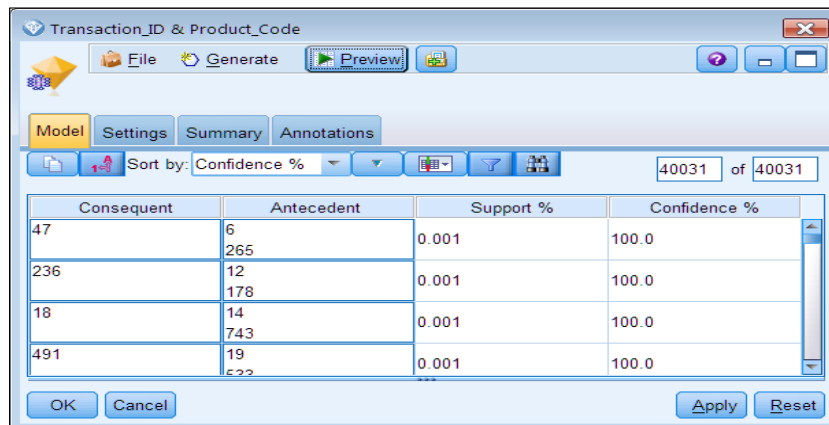 Transaction_ID & Product_Code
File Generate Preview
Model Settings Summary Annotations
Sort by: Confidence % 40031 of 40031
Consequent Antecedent Support % Confidence %
47 6 0.001 100.0
265
236 12 0.001 100.0
178
18 14 0.001 100.0
743
491 19 0.001 100.0
533
OK Cancel Apply Reset